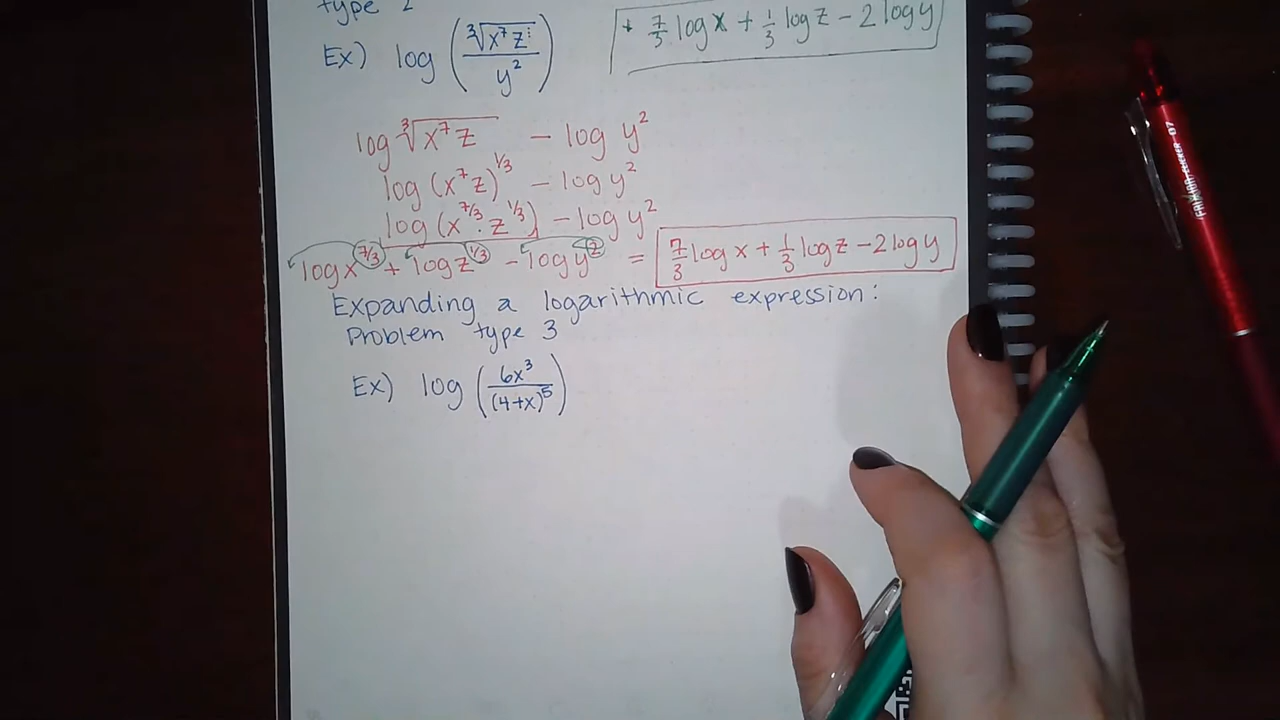 type 2
Ex) log (∛(x⁷z) / y²)
+ 7/3 log x + 1/3 log z − 2 log y
log ∛(x⁷z) − log y²
log (x⁷z)^(1/3) − log y²
log (x^(7/3) · z^(1/3)) − log y²
log x^(7/3) + log z^(1/3) − log y² = 7/3 log x + 1/3 log z − 2 log y
Expanding a logarithmic expression:
Problem type 3
Ex) log (6x³ / (4+x)⁵)